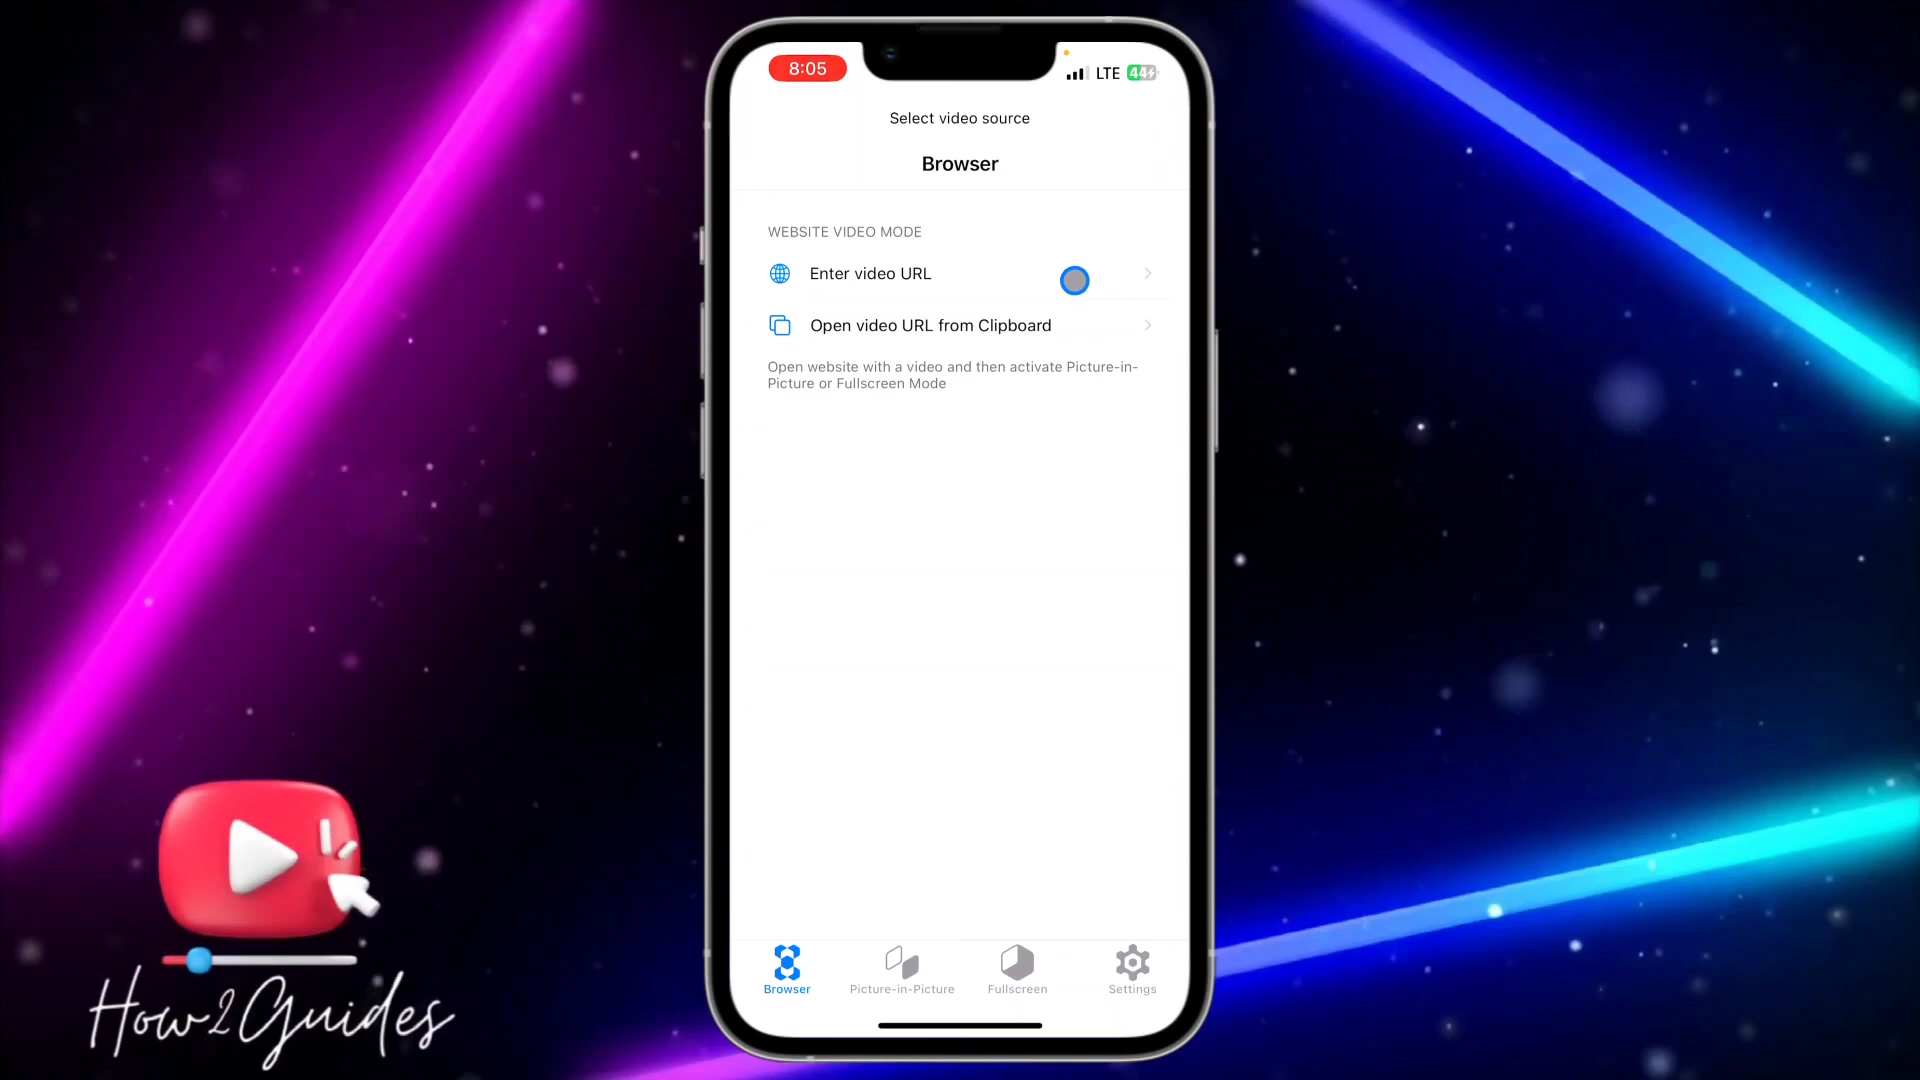 8:05
LTE 44
Select video source
Browser
WEBSITE VIDEO MODE
Enter video URL
Open video URL from Clipboard
Open website with a video and then activate Picture-in-
Picture or Fullscreen Mode
Browser
Picture-in-Picture
Fullscreen
Settings
How2Guides